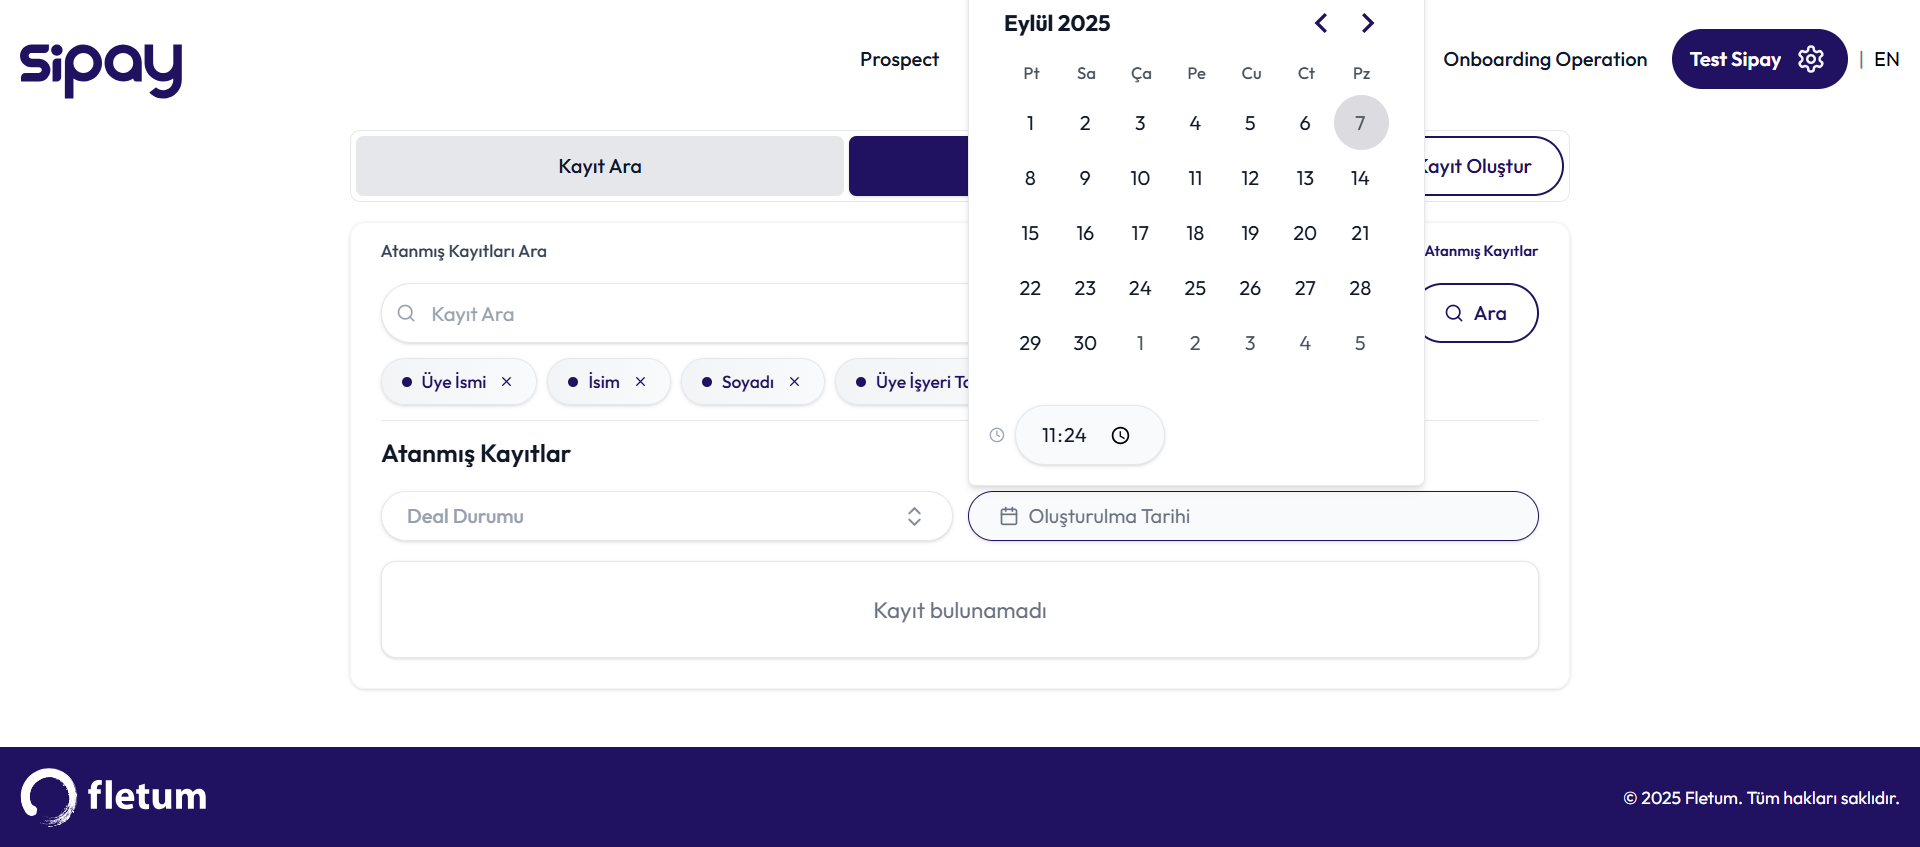 sipay
Prospect
Onboarding Operation
Test Sipay
| EN
Eylül 2025
Pt Sa Ça Pe Cu Ct Pz
1 2 3 4 5 6 7
8 9 10 11 12 13 14
15 16 17 18 19 20 21
22 23 24 25 26 27 28
29 30 1 2 3 4 5
11:24
Kayıt Ara
Kayıt Oluştur
Atanmış Kayıtları Ara
Atanmış Kayıtlar
Kayıt Ara
Ara
Üye İsmi
İsim
Soyadı
Üye İşyeri
Atanmış Kayıtlar
Deal Durumu
Oluşturulma Tarihi
Kayıt bulunamadı
fletum
© 2025 Fletum. Tüm hakları saklıdır.